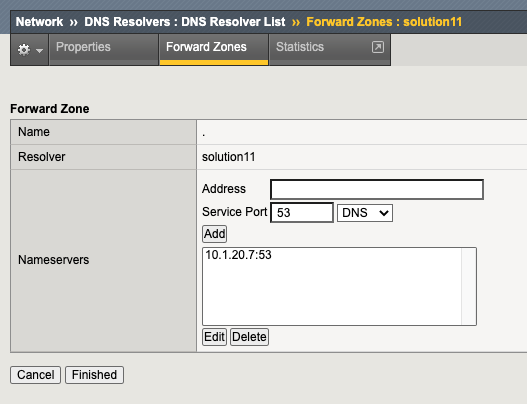 Network ›› DNS Resolvers : DNS Resolver List ›› Forward Zones : solution11
Properties
Forward Zones
Statistics
Forward Zone
Name
.
Resolver
solution11
Nameservers
Address
Service Port 53 DNS
Add
10.1.20.7:53
Edit Delete
Cancel Finished